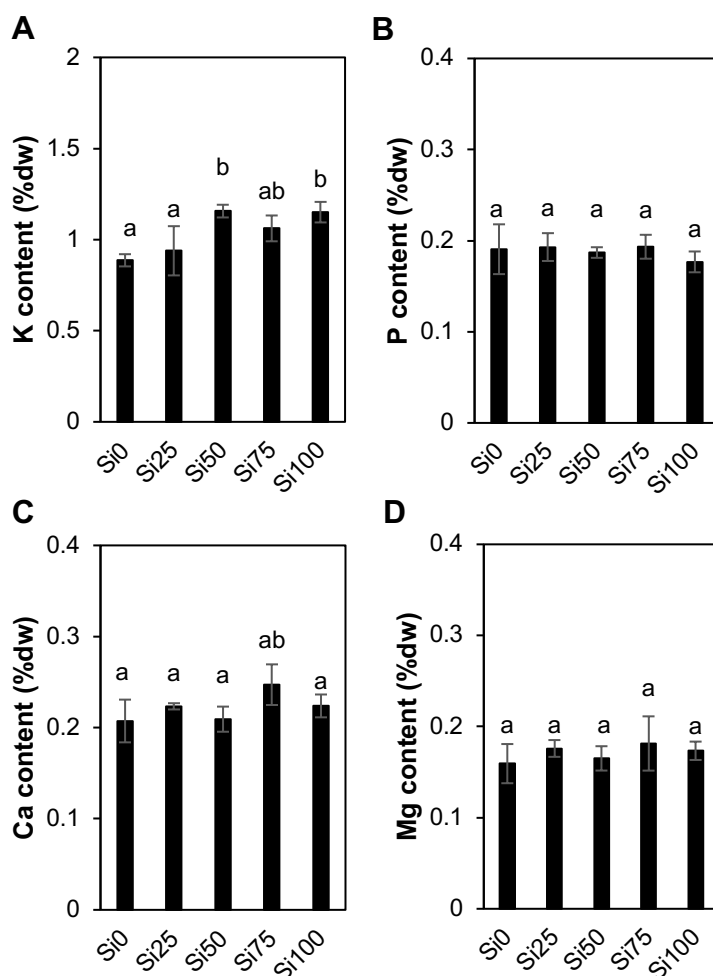 A
K content (%dw)
2
1.5
1
0.5
0
a
a
b
ab
b
Si0
Si25
Si50
Si75
Si100
B
P content (%dw)
0.4
0.3
0.2
0.1
0
a
a
a
a
a
Si0
Si25
Si50
Si75
Si100
C
Ca content (%dw)
0.4
0.3
0.2
0.1
0
a
a
a
ab
a
Si0
Si25
Si50
Si75
Si100
D
Mg content (%dw)
0.4
0.3
0.2
0.1
0
a
a
a
a
a
Si0
Si25
Si50
Si75
Si100